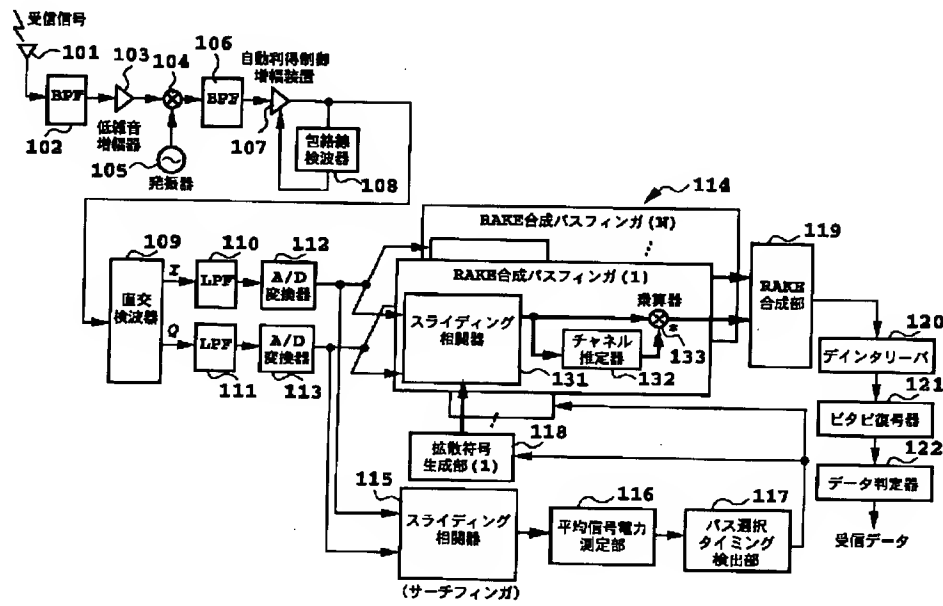 受信信号
101
103
104
106
自動利得制御
増幅装置
BPF
BPF
102
低雑音
増幅器
105
発振器
107
包絡線
検波器
108
114
RAKE合成パスフィンガ(M)
RAKE合成パスフィンガ(1)
109
110
112
119
直交
検波器
I
LPF
A/D
変換器
Q
LPF
A/D
変換器
111
113
スライディング
相関器
131
乗算器
*
133
チャネル
推定器
132
RAKE
合成部
120
デインタリーバ
121
ビタビ復号器
122
データ判定器
受信データ
拡散符号
生成部(1)
118
115
スライディング
相関器
(サーチフィンガ)
116
平均信号電力
測定部
117
パス選択
タイミング
検出部